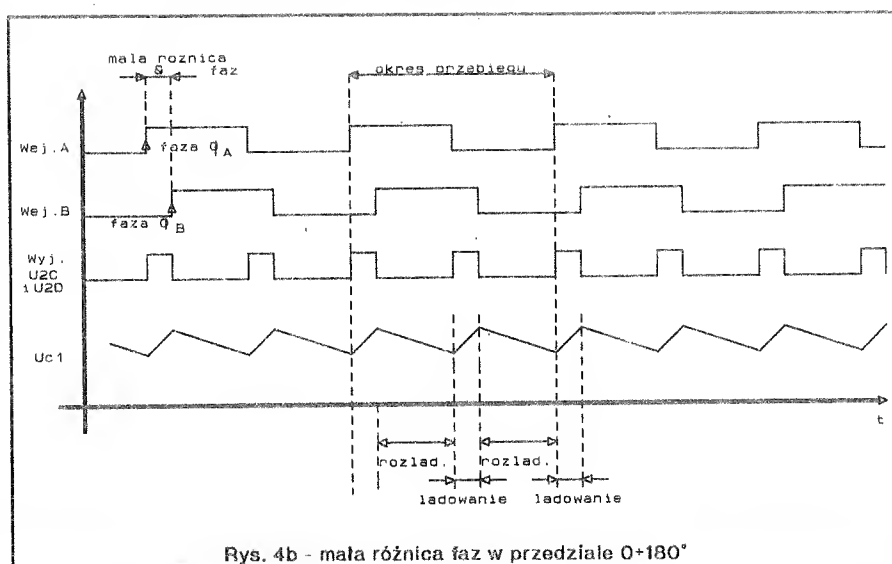 mala roznica
& faz
okres przebiegu
Wej.A
faza φA
Wej.B
faza φB
Wyj.
U2C
i U2D
Uc1
t
rozlad. rozlad.
ladowanie ladowanie
Rys. 4b - mała różnica faz w przedziale 0+180°